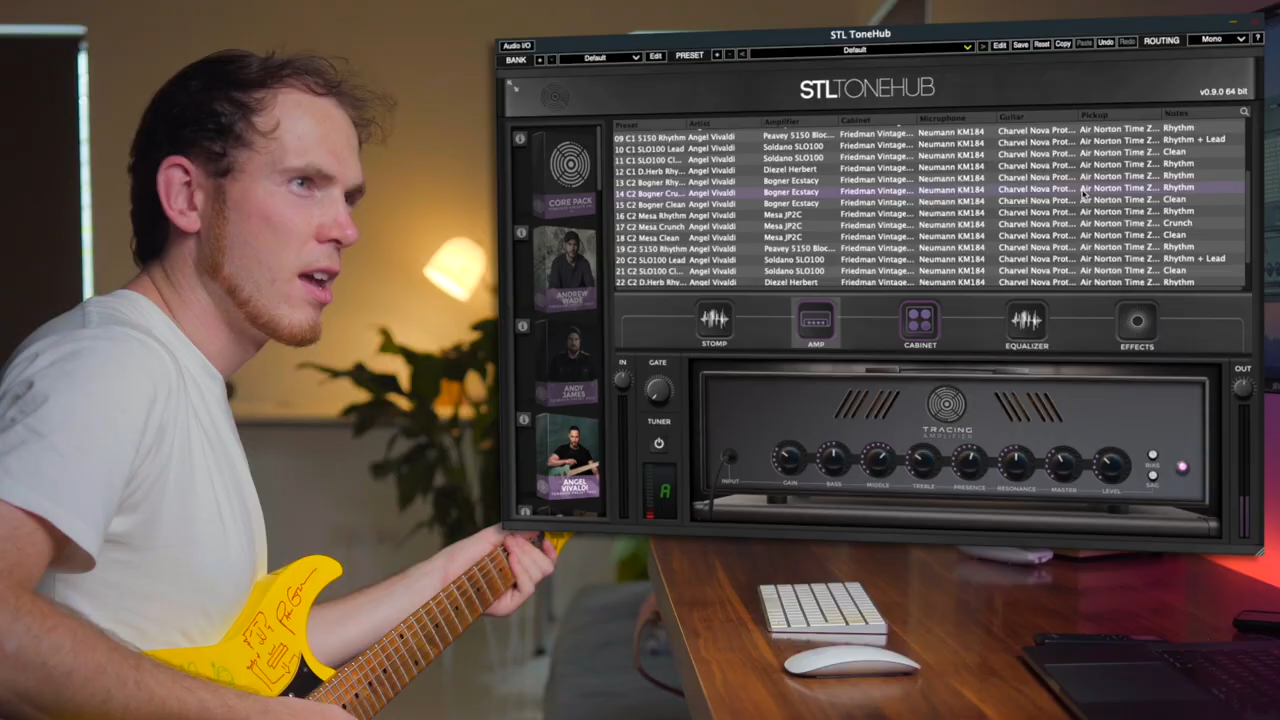 STL ToneHub
Audio I/O
BANK + - Default Edit PRESET + - < Default > Edit Save Reset Copy Paste Undo Redo ROUTING Mono ?
STLTONEHUB
v0.9.0 64 bit
Preset Artist Amplifier Cabinet Microphone Guitar Pickup Notes
09 C1 5150 Rhythm Angel Vivaldi Peavey 5150 Bloc... Friedman Vintage... Neumann KM184 Charvel Nova Prot... Air Norton Time Z... Rhythm
10 C1 SLO100 Lead Angel Vivaldi Soldano SLO100 Friedman Vintage... Neumann KM184 Charvel Nova Prot... Air Norton Time Z... Rhythm + Lead
11 C1 SLO100 Cl... Angel Vivaldi Soldano SLO100 Friedman Vintage... Neumann KM184 Charvel Nova Prot... Air Norton Time Z... Clean
12 C1 D.Herb Rhy... Angel Vivaldi Diezel Herbert Friedman Vintage... Neumann KM184 Charvel Nova Prot... Air Norton Time Z... Rhythm
13 C2 Bogner Rhy... Angel Vivaldi Bogner Ecstacy Friedman Vintage... Neumann KM184 Charvel Nova Prot... Air Norton Time Z... Rhythm
14 C2 Bogner Cru... Angel Vivaldi Bogner Ecstacy Friedman Vintage... Neumann KM184 Charvel Nova Prot... Air Norton Time Z... Rhythm
15 C2 Bogner Clean Angel Vivaldi Bogner Ecstacy Friedman Vintage... Neumann KM184 Charvel Nova Prot... Air Norton Time Z... Clean
16 C2 Mesa Rhythm Angel Vivaldi Mesa JP2C Friedman Vintage... Neumann KM184 Charvel Nova Prot... Air Norton Time Z... Rhythm
17 C2 Mesa Crunch Angel Vivaldi Mesa JP2C Friedman Vintage... Neumann KM184 Charvel Nova Prot... Air Norton Time Z... Crunch
18 C2 Mesa Clean Angel Vivaldi Mesa JP2C Friedman Vintage... Neumann KM184 Charvel Nova Prot... Air Norton Time Z... Clean
19 C2 5150 Rhythm Angel Vivaldi Peavey 5150 Bloc... Friedman Vintage... Neumann KM184 Charvel Nova Prot... Air Norton Time Z... Rhythm
20 C2 SLO100 Lead Angel Vivaldi Soldano SLO100 Friedman Vintage... Neumann KM184 Charvel Nova Prot... Air Norton Time Z... Rhythm + Lead
21 C2 SLO100 Cl... Angel Vivaldi Soldano SLO100 Friedman Vintage... Neumann KM184 Charvel Nova Prot... Air Norton Time Z... Clean
22 C2 D.Herb Rhy... Angel Vivaldi Diezel Herbert Friedman Vintage... Neumann KM184 Charvel Nova Prot... Air Norton Time Z... Rhythm
CORE PACK
ANDREW
WADE
ANDY
JAMES
ANGEL
VIVALDI
STOMP AMP CABINET EQUALIZER EFFECTS
IN GATE OUT
TUNER
A
TRACING
AMPLIFIER
INPUT GAIN BASS MIDDLE TREBLE PRESENCE RESONANCE MASTER LEVEL
BIAS
SAG